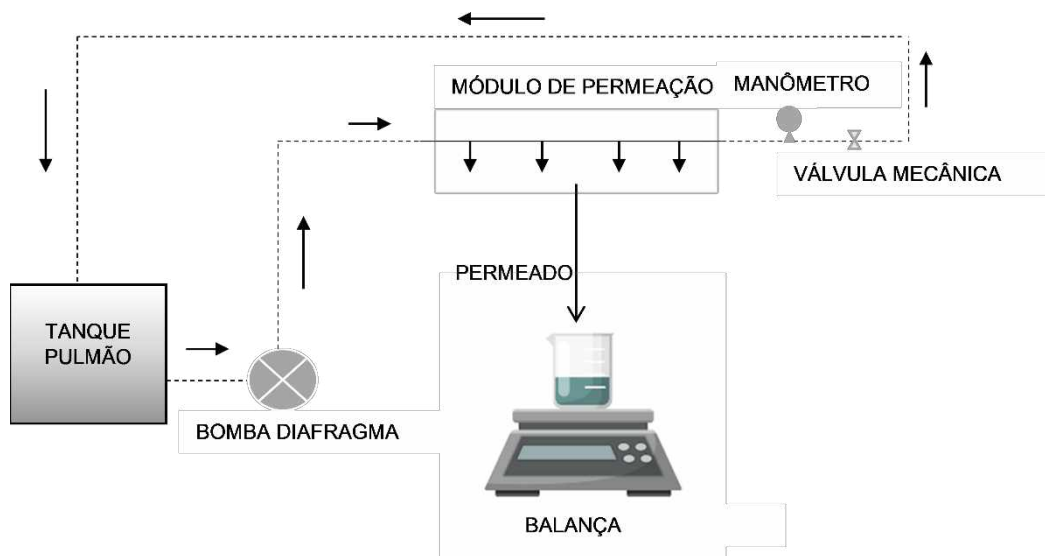 MÓDULO DE PERMEAÇÃO
MANÔMETRO
VÁLVULA MECÂNICA
PERMEADO
TANQUE
PULMÃO
BOMBA DIAFRAGMA
BALANÇA